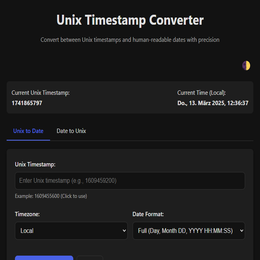 Unix Timestamp Converter
Convert between Unix timestamps and human-readable dates with precision
Current Unix Timestamp:
1741865797
Current Time (Local):
Do., 13. März 2025, 12:36:37
Unix to Date
Date to Unix
Unix Timestamp:
Enter Unix timestamp (e.g., 1609459200)
Example: 1609455600 (Click to use)
Timezone:
Date Format:
Local
Full (Day, Month DD, YYYY HH:MM:SS)